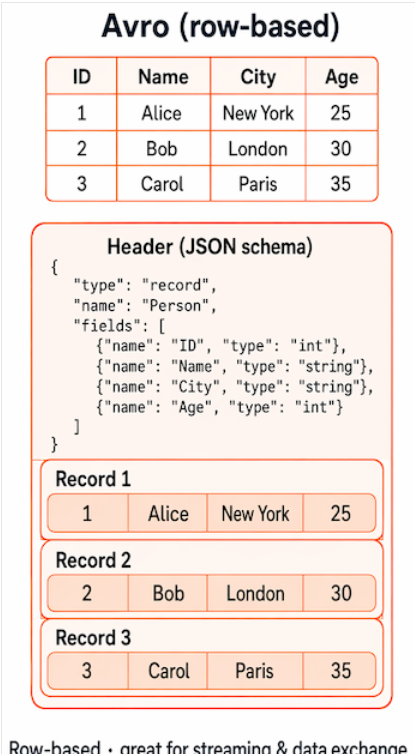 Avro (row-based)
ID Name City Age
1 Alice New York 25
2 Bob London 30
3 Carol Paris 35
Header (JSON schema)
{
"type": "record",
"name": "Person",
"fields": [
{"name": "ID", "type": "int"},
{"name": "Name", "type": "string"},
{"name": "City", "type": "string"},
{"name": "Age", "type": "int"}
]
}
Record 1
1 Alice New York 25
Record 2
2 Bob London 30
Record 3
3 Carol Paris 35
Row-based · great for streaming & data exchange